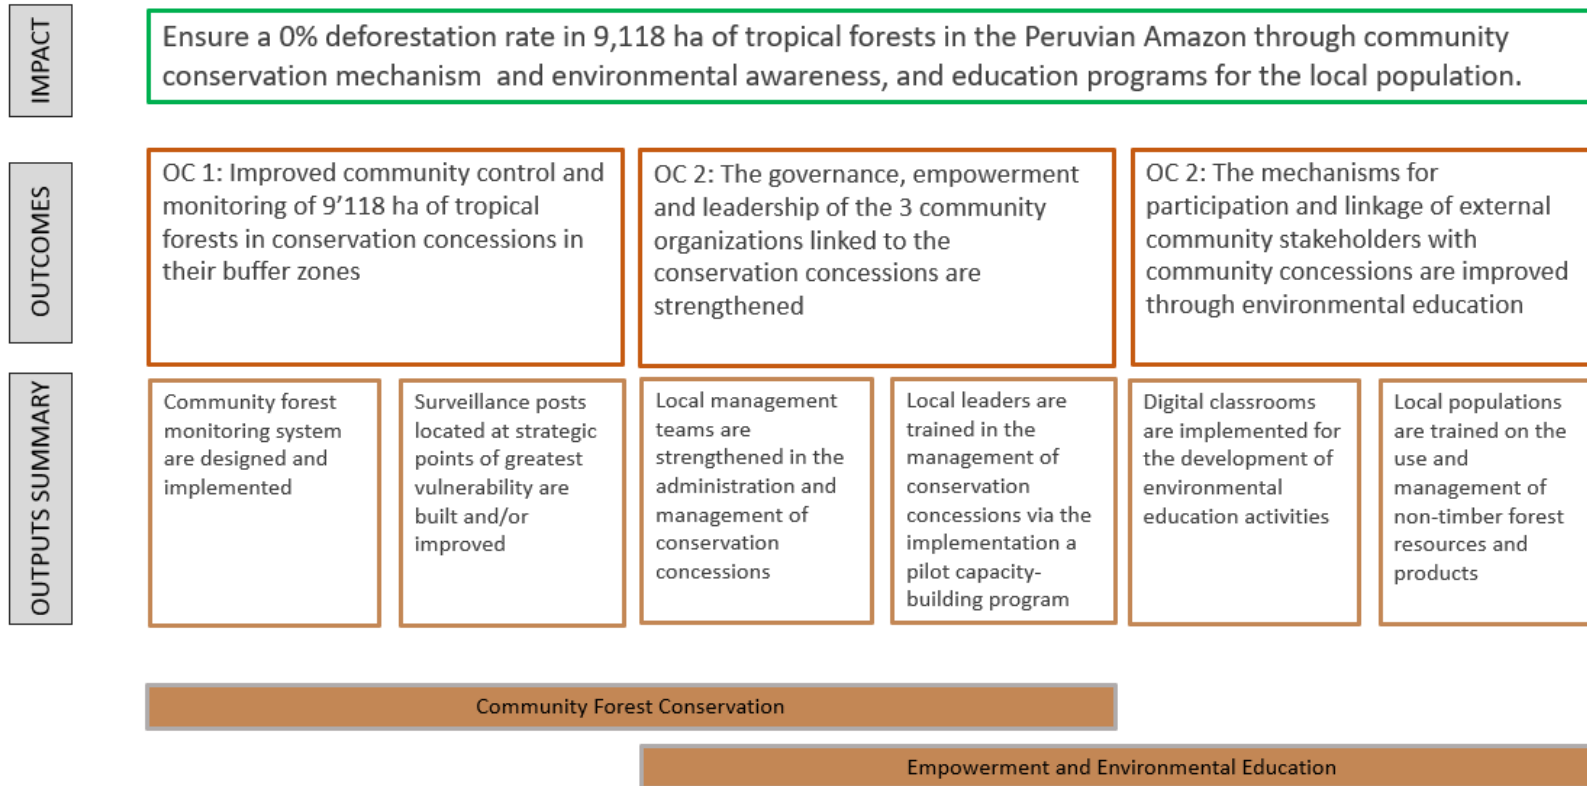 IMPACT
Ensure a 0% deforestation rate in 9,118 ha of tropical forests in the Peruvian Amazon through community
conservation mechanism and environmental awareness, and education programs for the local population.
OUTCOMES
OC 1: Improved community control and
monitoring of 9'118 ha of tropical
forests in conservation concessions in
their buffer zones
OC 2: The governance, empowerment
and leadership of the 3 community
organizations linked to the
conservation concessions are
strengthened
OC 2: The mechanisms for
participation and linkage of external
community stakeholders with
community concessions are improved
through environmental education
OUTPUTS SUMMARY
Community forest
monitoring system
are designed and
implemented
Surveillance posts
located at strategic
points of greatest
vulnerability are
built and/or
improved
Local management
teams are
strengthened in the
administration and
management of
conservation
concessions
Local leaders are
trained in the
management of
conservation
concessions via the
implementation a
pilot capacity-
building program
Digital classrooms
are implemented for
the development of
environmental
education activities
Local populations
are trained on the
use and
management of
non-timber forest
resources and
products
Community Forest Conservation
Empowerment and Environmental Education